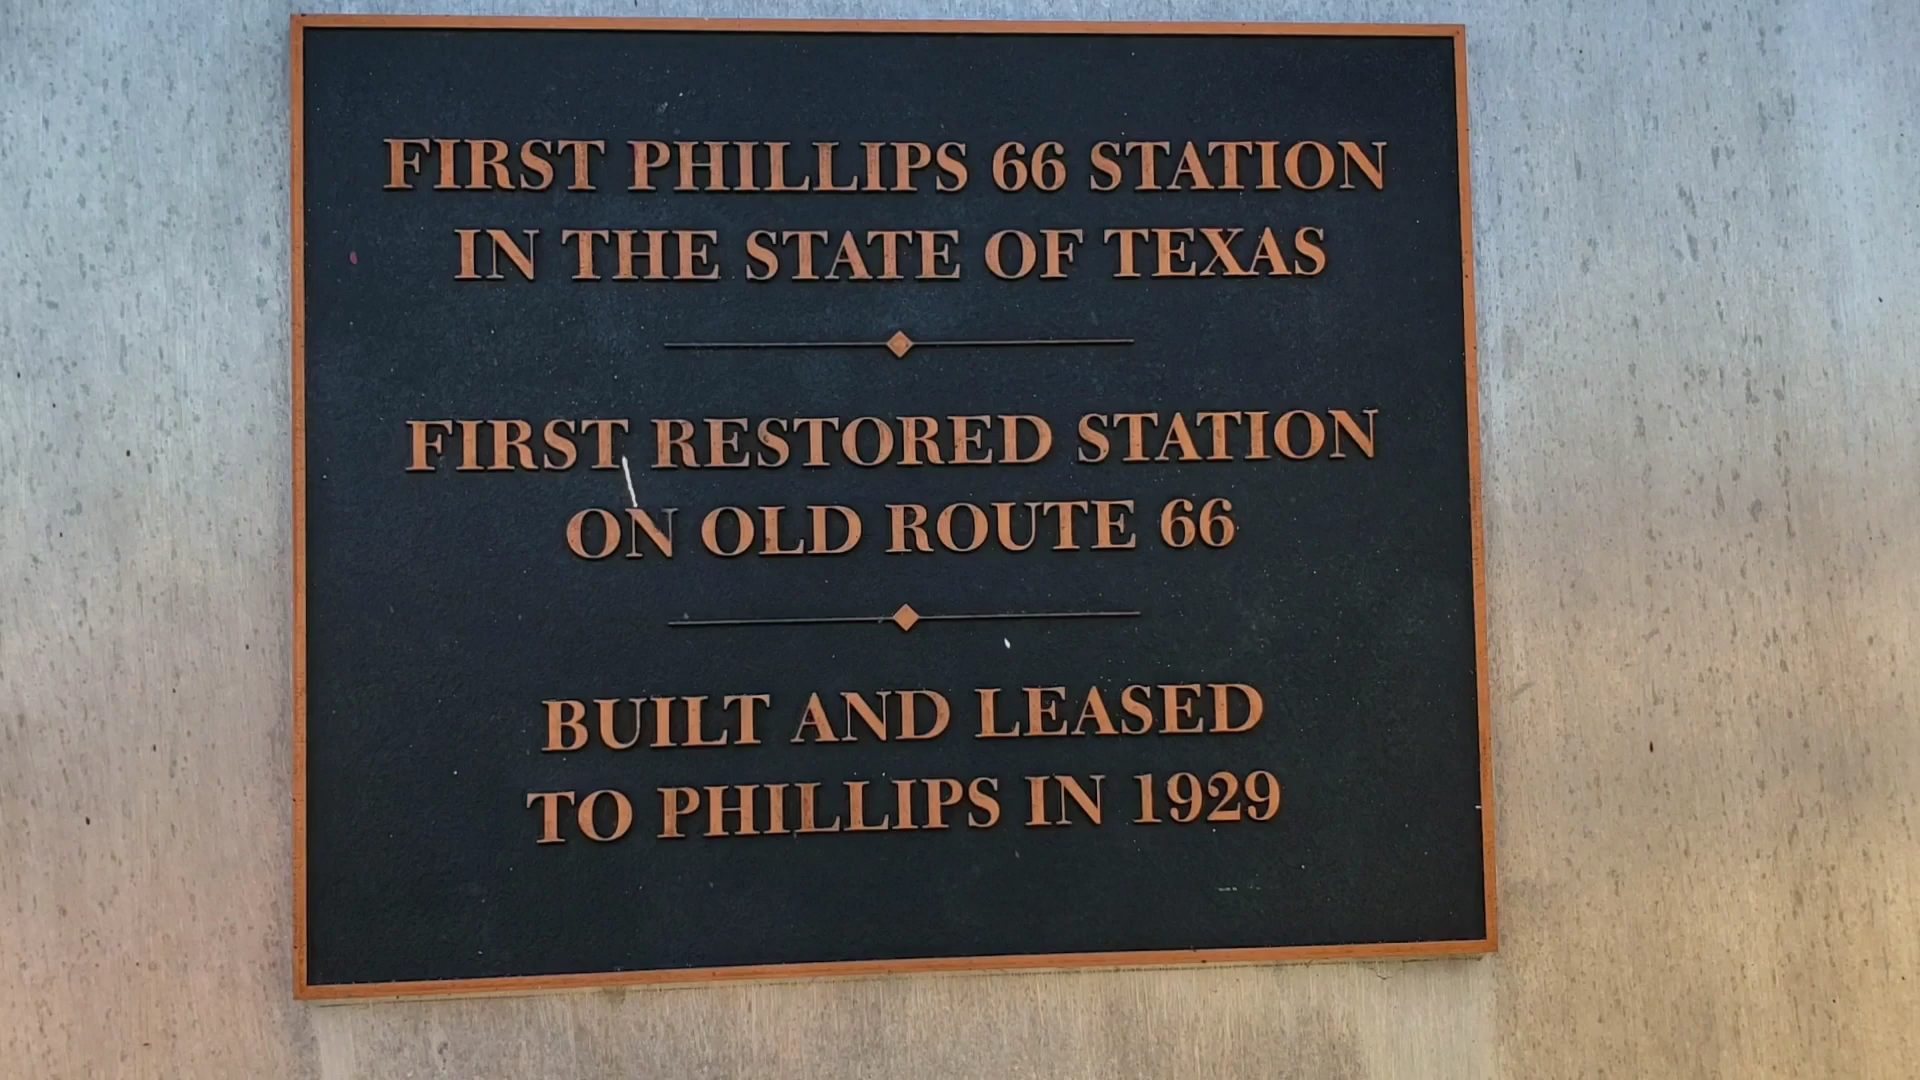 FIRST PHILLIPS 66 STATION
IN THE STATE OF TEXAS
FIRST RESTORED STATION
ON OLD ROUTE 66
BUILT AND LEASED
TO PHILLIPS IN 1929